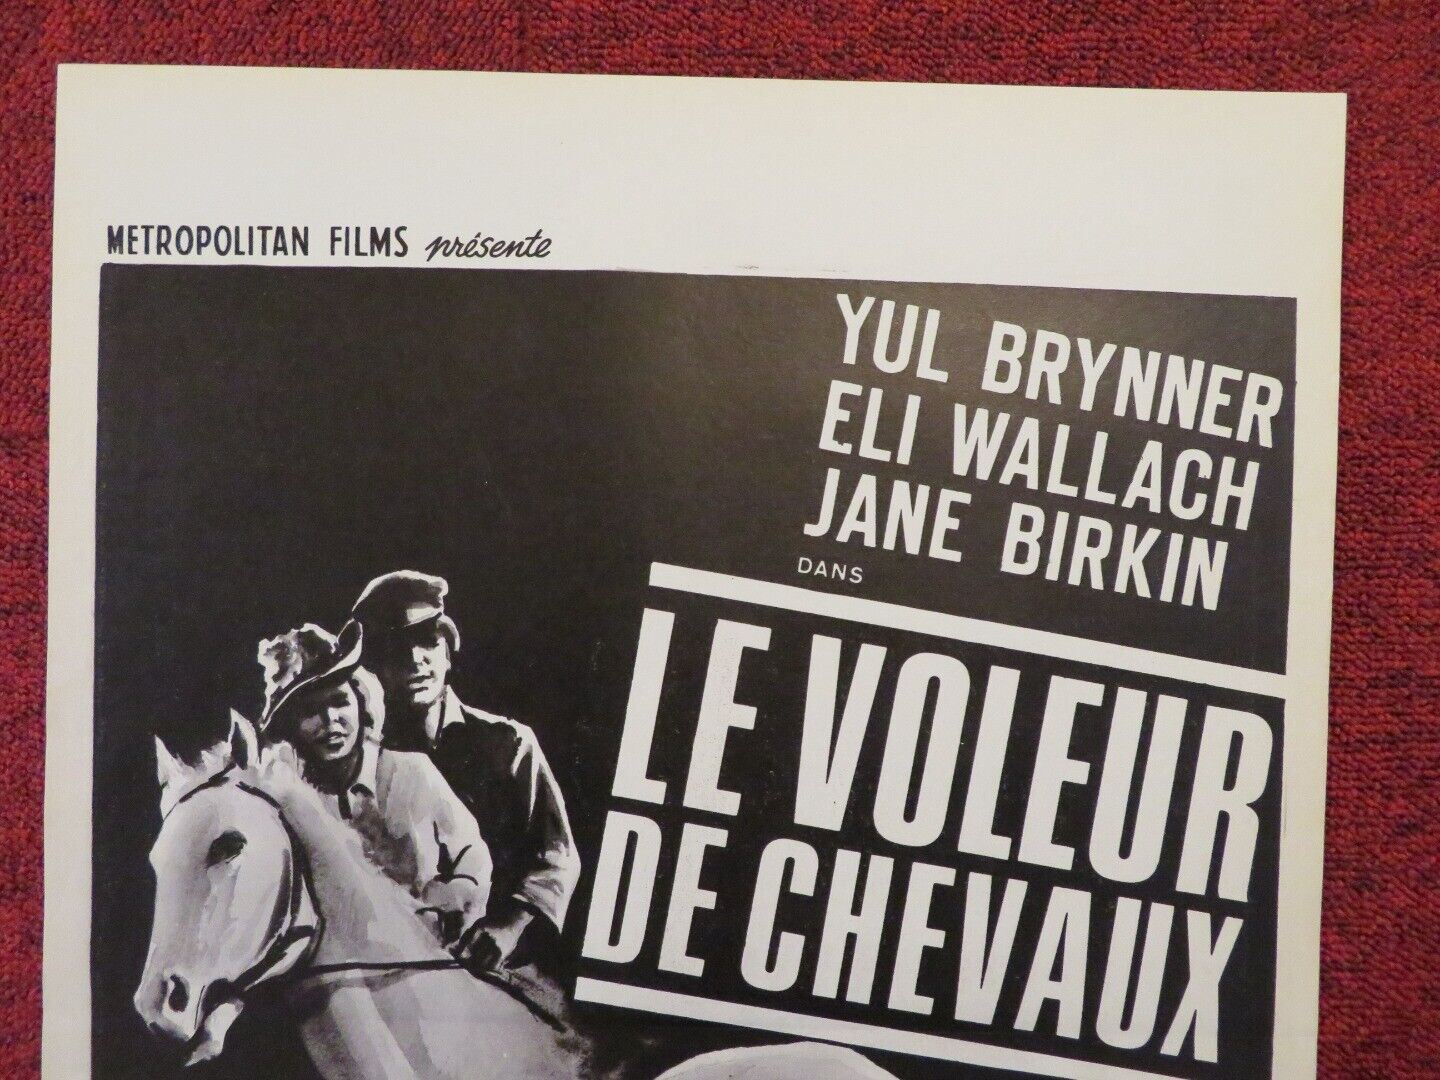 METROPOLITAN FILMS présente
YUL BRYNNER
ELI WALLACH
JANE BIRKIN
DANS
LE VOLEUR
DE CHEVAUX